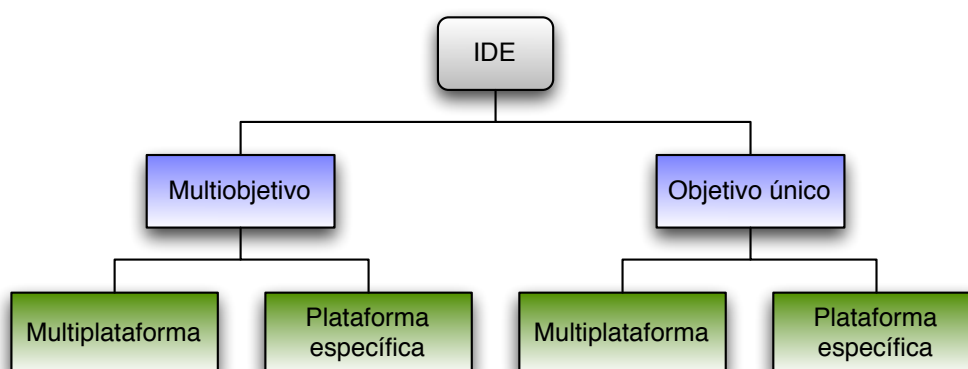 IDE
Multiobjetivo
Objetivo único
Multiplataforma
Plataforma
específica
Multiplataforma
Plataforma
específica